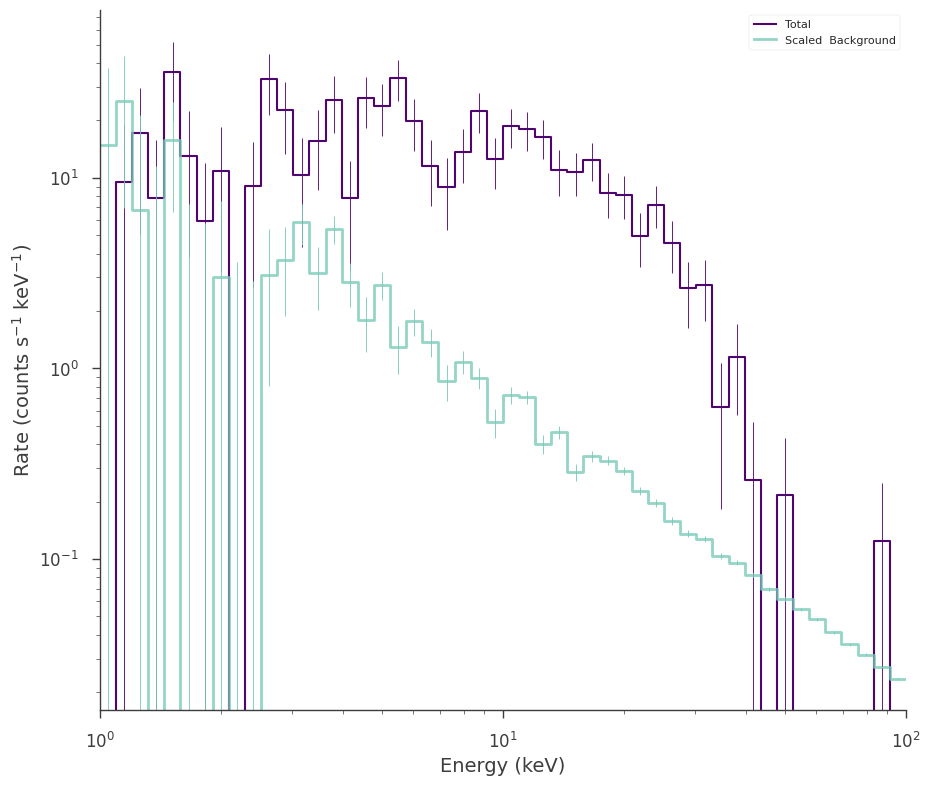 Total
Scaled  Background
Rate (counts s⁻¹ keV⁻¹)
10¹
10⁰
10⁻¹
10⁰ 10¹ 10²
Energy (keV)